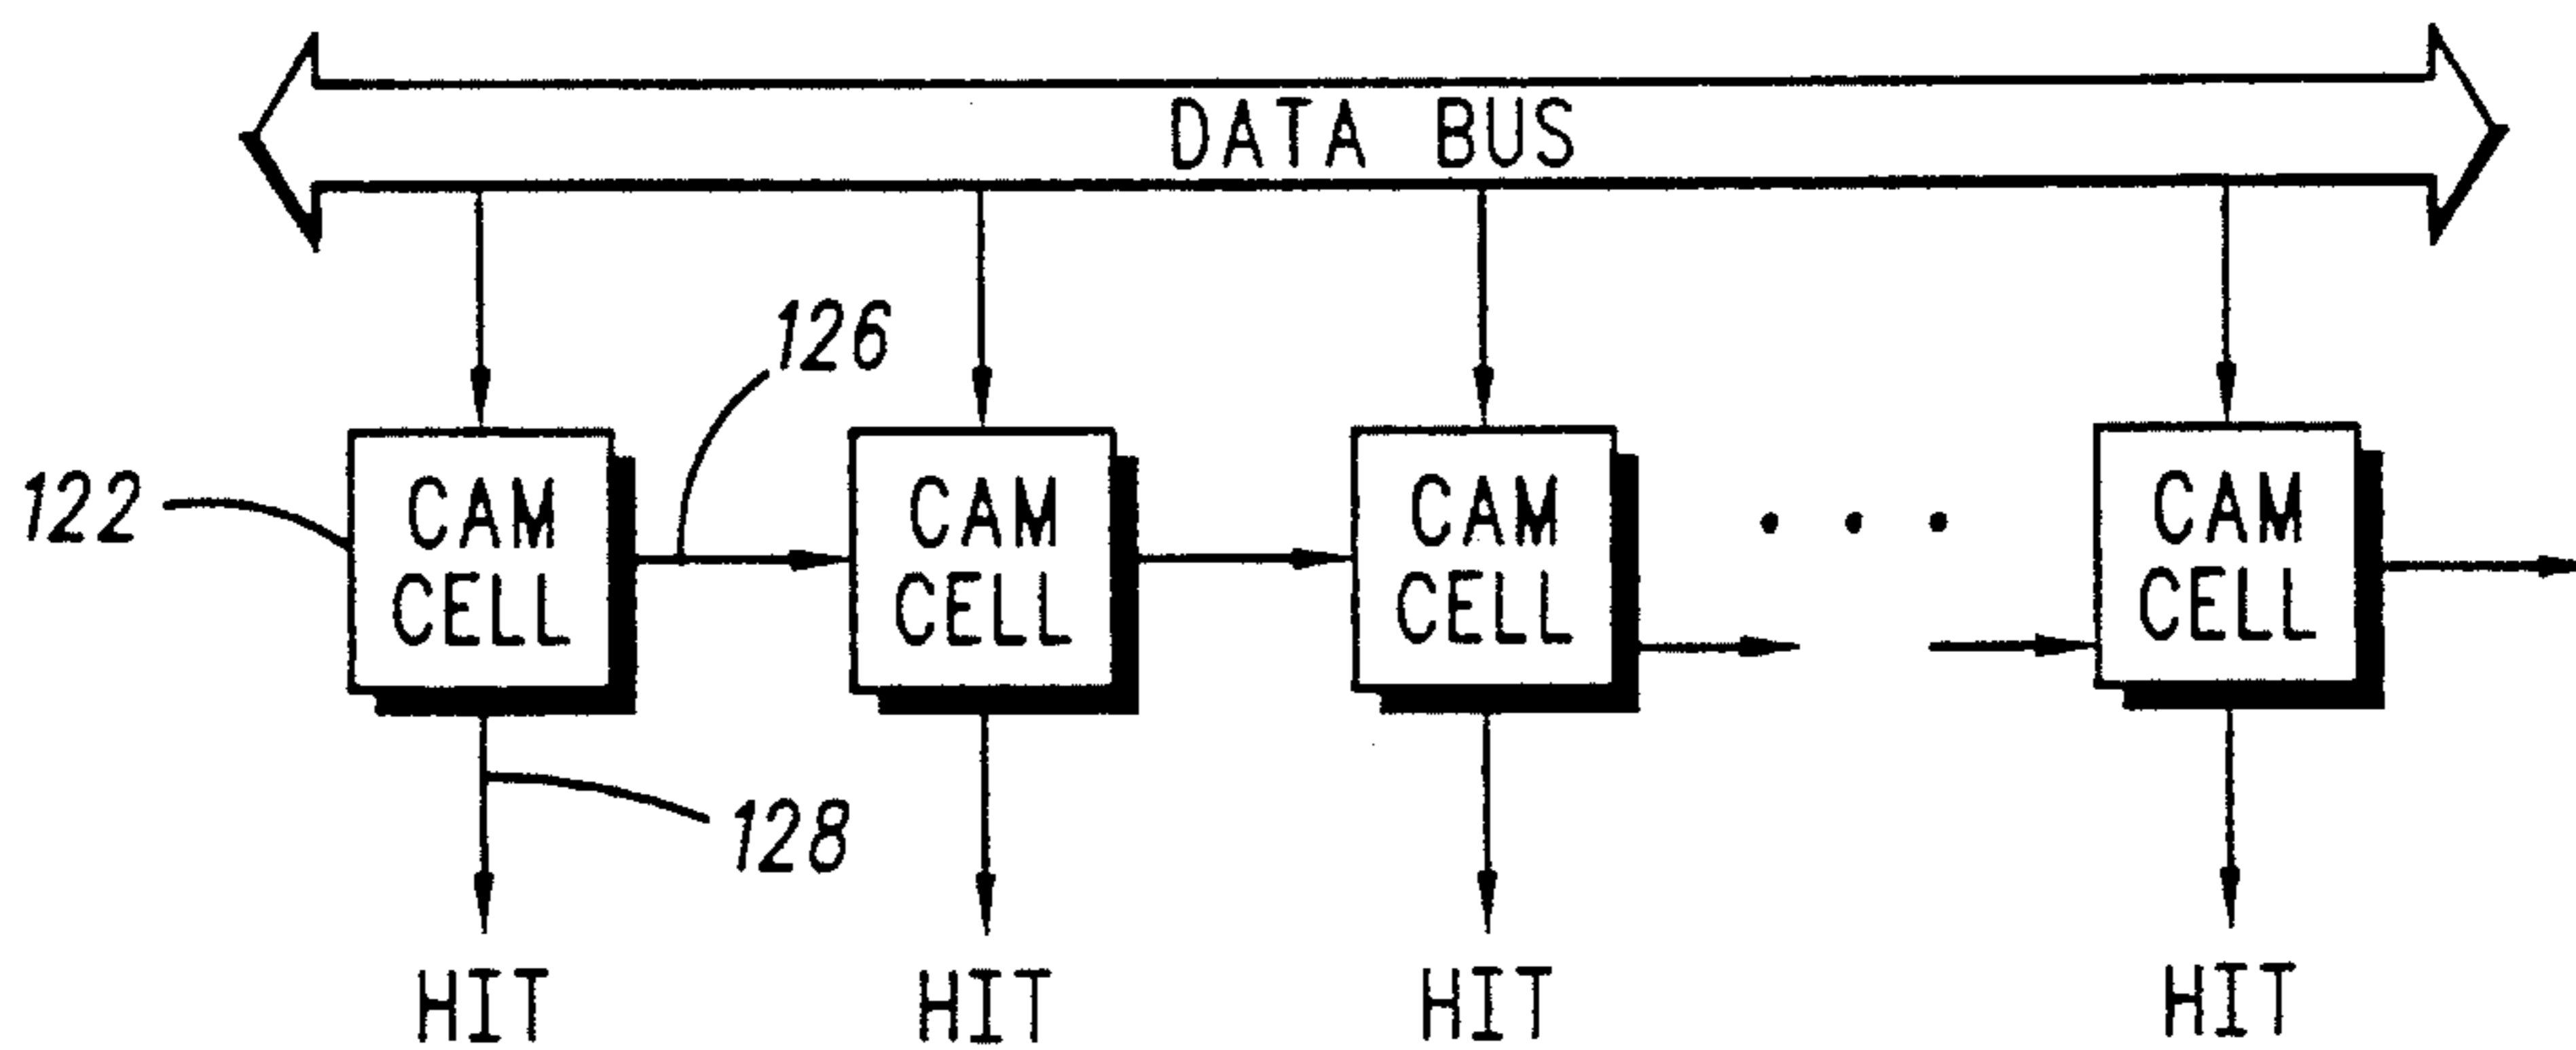 DATA BUS
126
122
CAM CELL
CAM CELL
CAM CELL
. . .
CAM CELL
128
HIT
HIT
HIT
HIT